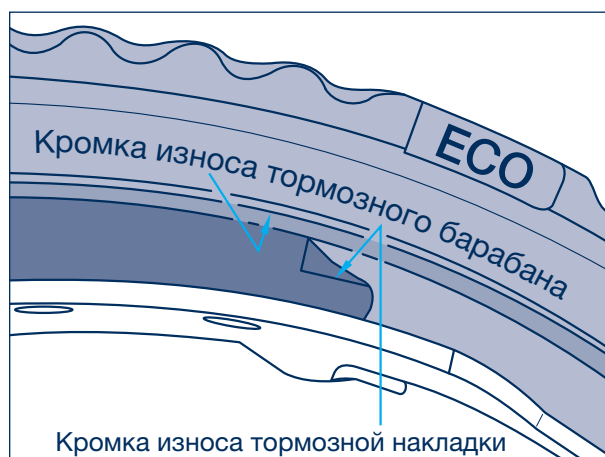 ECO
Кромка износа тормозного барабана
Кромка износа тормозной накладки